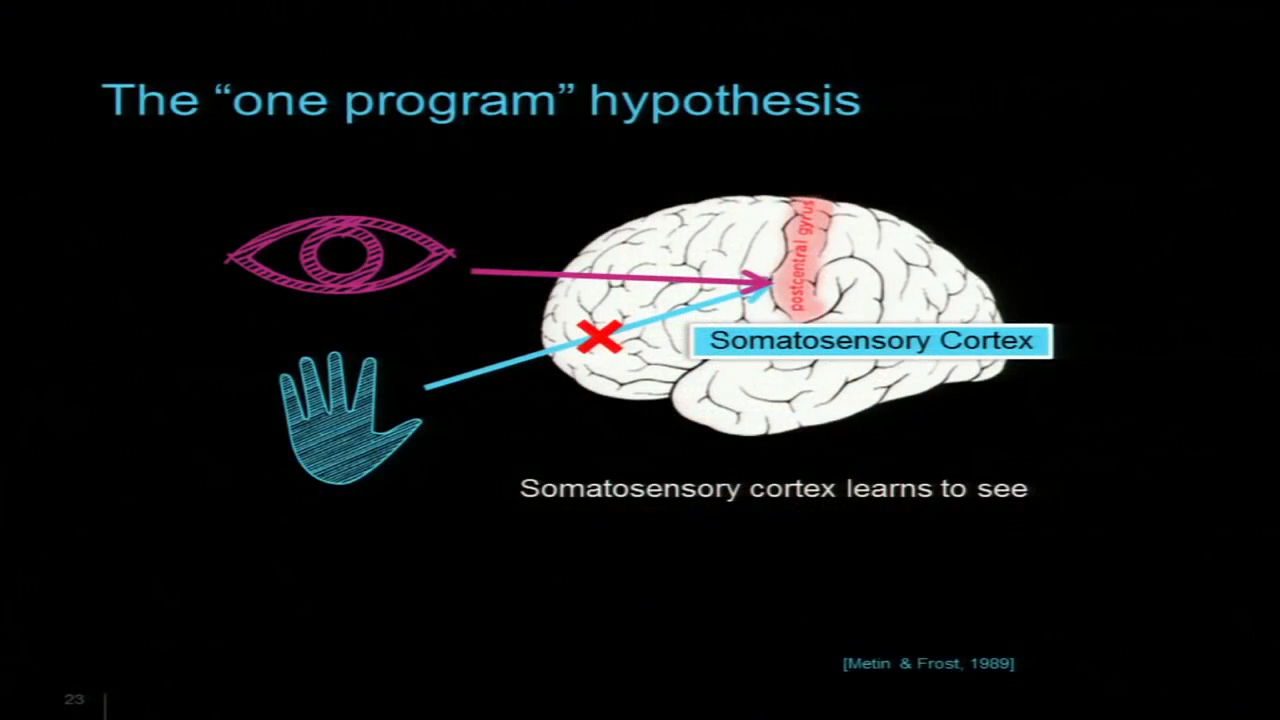 The “one program” hypothesis
postcentral gyrus
Somatosensory Cortex
Somatosensory cortex learns to see
[Metin & Frost, 1989]
23